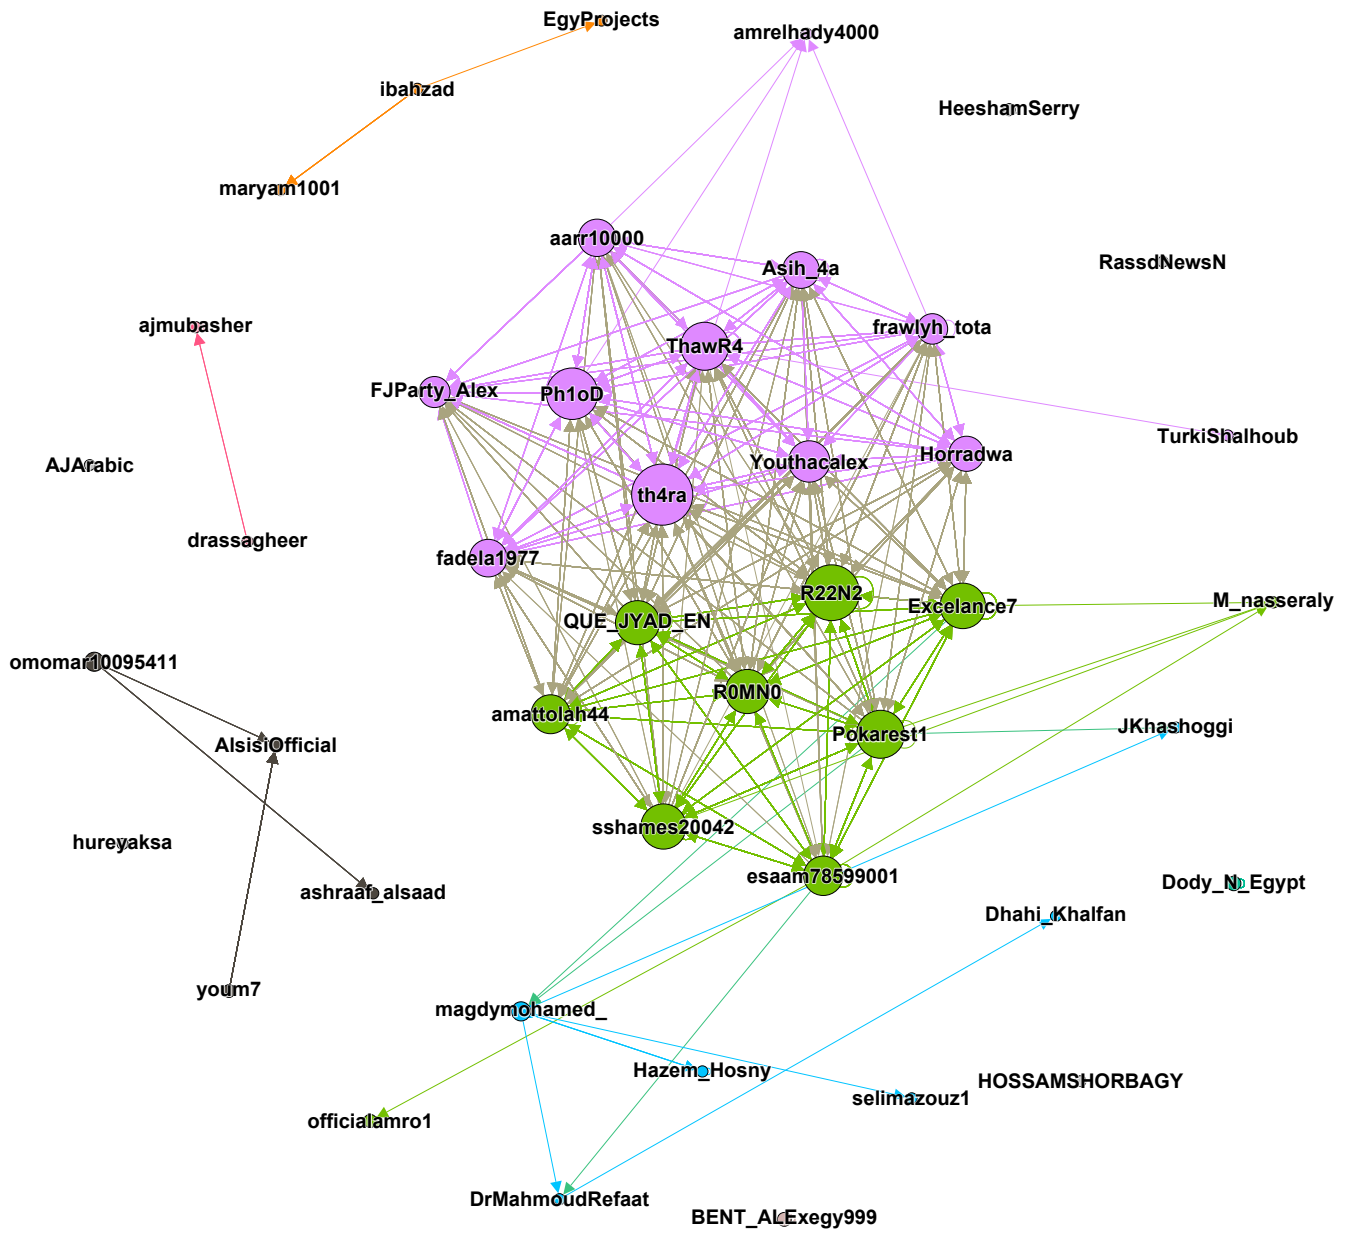 EgyProjects
amrelhady4000
ibahzad
HeeshamSerry
maryam1001
aarr10000
Asih_4a
RassdNewsN
ajmubasher
frawlyh_tota
ThawR4
FJParty_Alex
Ph1oD
TurkiShalhoub
AJArabic
Youthacalex
Horradwa
th4ra
drassagheer
fadela1977
R22N2
Excelance7
M_nasseraly
QUE_JYAD_EN
omomar10095411
R0MN0
amattolah44
JKhashoggi
Pokarest1
AlsisiOfficial
sshames20042
hureyaksa
esaam78599001
Dody_N_Egypt
ashraaf_alsaad
Dhahi_Khalfan
youm7
magdymohamed_
Hazem_Hosny
HOSSAMSHORBAGY
selimazouz1
officialamro1
DrMahmoudRefaat
BENT_ALExegy999